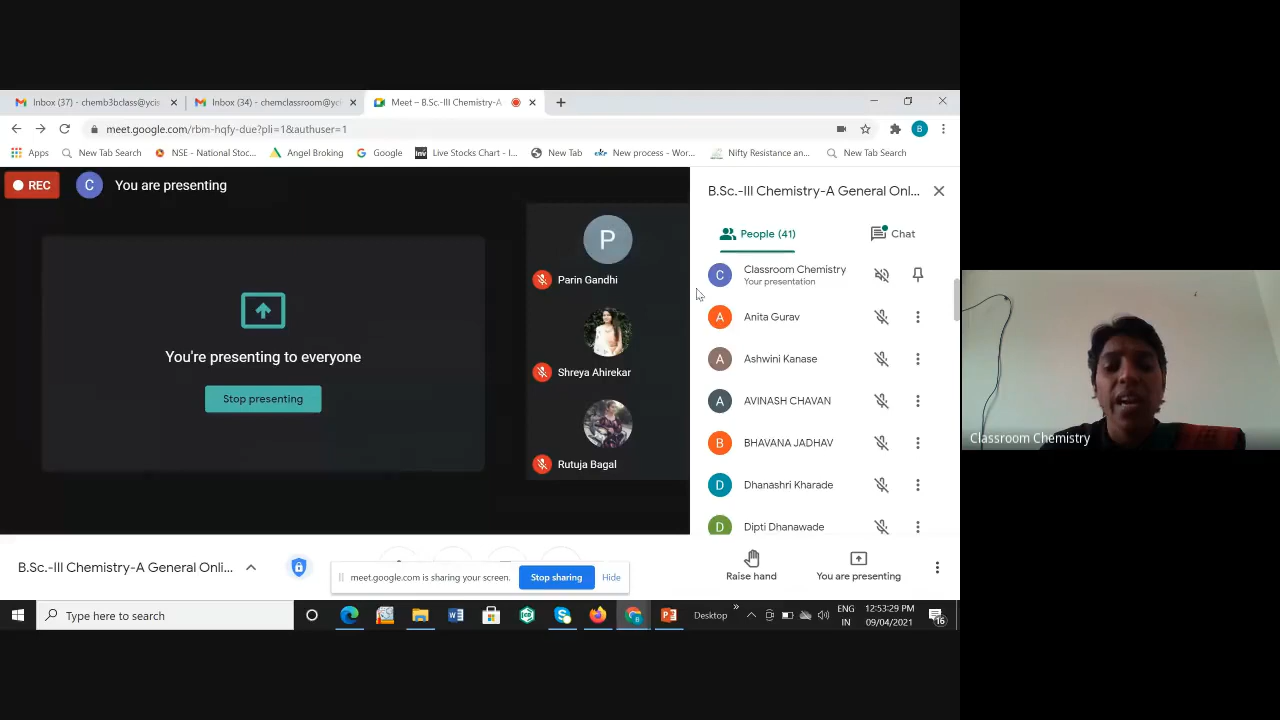 Inbox (37) - chemb3bclass@ycis
Inbox (34) - chemclassroom@yci
Meet – B.Sc.-III Chemistry-A
meet.google.com/rbm-hqfy-due?pli=1&authuser=1
B
Apps
New Tab Search
NSE - National Stoc...
Angel Broking
Google
Inv
Live Stocks Chart - I...
New Tab
New process - Wor...
Nifty Resistance an...
New Tab Search
REC
C
You are presenting
You're presenting to everyone
Stop presenting
P
Parin Gandhi
Shreya Ahirekar
Rutuja Bagal
B.Sc.-III Chemistry-A General Onl...
People (41)
Chat
C
Classroom Chemistry
Your presentation
A
Anita Gurav
A
Ashwini Kanase
A
AVINASH CHAVAN
B
BHAVANA JADHAV
D
Dhanashri Kharade
D
Dipti Dhanawade
Classroom Chemistry
B.Sc.-III Chemistry-A General Onli...
meet.google.com is sharing your screen.
Stop sharing
Hide
Raise hand
You are presenting
Type here to search
Desktop
ENG
IN
12:53:29 PM
09/04/2021
16